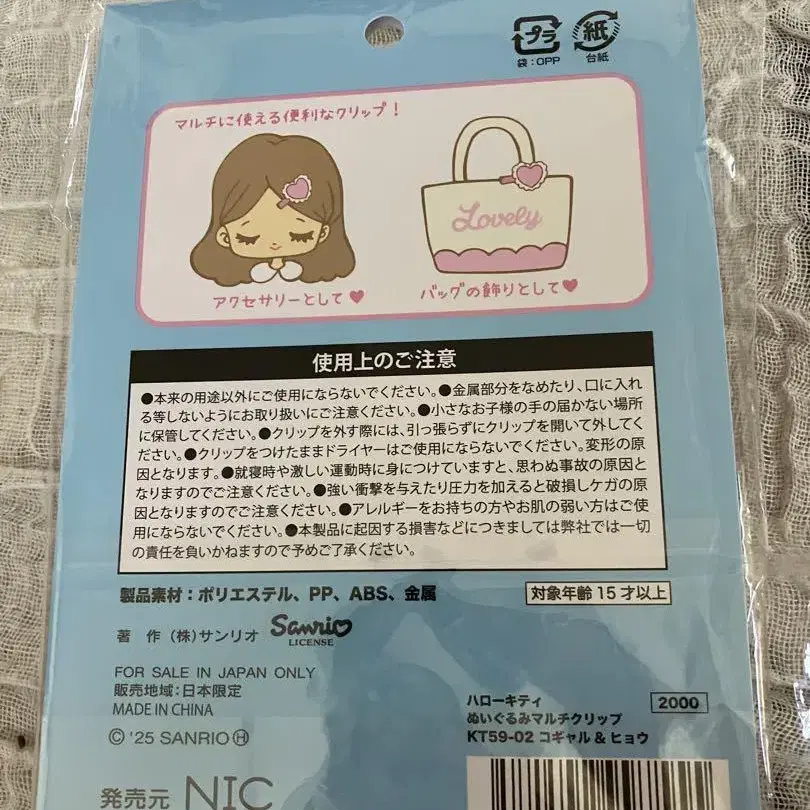 プラ
紙
袋:OPP
台紙
マルチに使える便利なクリップ!
Lovely
アクセサリーとして♥
バッグの飾りとして♥
使用上のご注意
●本来の用途以外にご使用にならないでください。●金属部分をなめたり、口に入れ
る等しないようにお取り扱いにご注意ください。●小さなお子様の手の届かない場所
に保管してください。●クリップを外す際には、引っ張らずにクリップを開いて外してく
ださい。●クリップをつけたままドライヤーはご使用にならないでください。変形の原
因となります。●就寝時や激しい運動時に身につけていますと、思わぬ事故の原因と
なりますのでご注意ください。●強い衝撃を与えたり圧力を加えると破損しケガの原
因となりますのでご注意ください。●アレルギーをお持ちの方やお肌の弱い方はご使
用にならないでください。●本製品に起因する損害などにつきましては弊社では一切
の責任を負いかねますので予めご了承ください。
製品素材:ポリエステル、PP、ABS、金属
対象年齢15才以上
著 作 (株)サンリオ
Sanrio
LICENSE
FOR SALE IN JAPAN ONLY
販売地域:日本限定
MADE IN CHINA
© '25 SANRIO Ⓗ
発売元 NIC
ハローキティ
2000
ぬいぐるみマルチクリップ
KT59-02 コギャル&ヒョウ